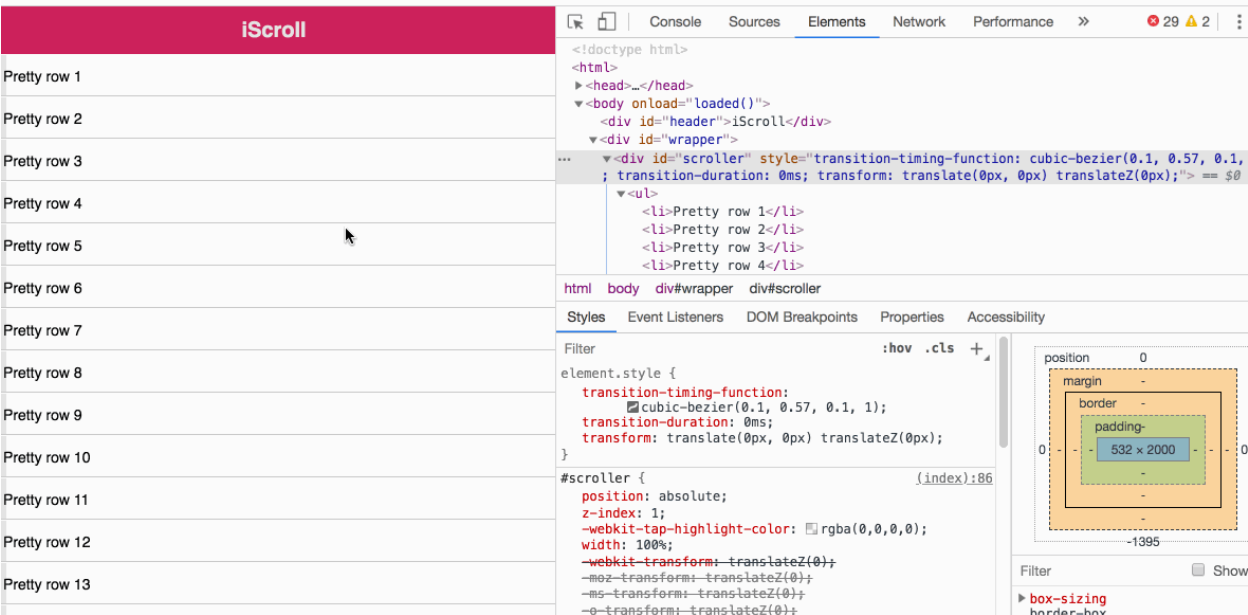 iScroll
Pretty row 1
Pretty row 2
Pretty row 3
Pretty row 4
Pretty row 5
Pretty row 6
Pretty row 7
Pretty row 8
Pretty row 9
Pretty row 10
Pretty row 11
Pretty row 12
Pretty row 13
Console Sources Elements Network Performance » 29 2
<!doctype html>
<html>
<head>…</head>
<body onload="loaded()">
<div id="header">iScroll</div>
<div id="wrapper">
… <div id="scroller" style="transition-timing-function: cubic-bezier(0.1, 0.57, 0.1,
; transition-duration: 0ms; transform: translate(0px, 0px) translateZ(0px);"> == $0
<ul>
<li>Pretty row 1</li>
<li>Pretty row 2</li>
<li>Pretty row 3</li>
<li>Pretty row 4</li>
html body div#wrapper div#scroller
Styles Event Listeners DOM Breakpoints Properties Accessibility
Filter :hov .cls +
element.style {
transition-timing-function:
cubic-bezier(0.1, 0.57, 0.1, 1);
transition-duration: 0ms;
transform: translate(0px, 0px) translateZ(0px);
}
#scroller { (index):86
position: absolute;
z-index: 1;
-webkit-tap-highlight-color: rgba(0,0,0,0);
width: 100%;
-webkit-transform: translateZ(0);
-moz-transform: translateZ(0);
-ms-transform: translateZ(0);
-o-transform: translateZ(0);
position 0
margin -
border -
padding-
0 - - - 532 × 2000 - - - 0
-
-
-
-1395
Filter Show
box-sizing
border-box